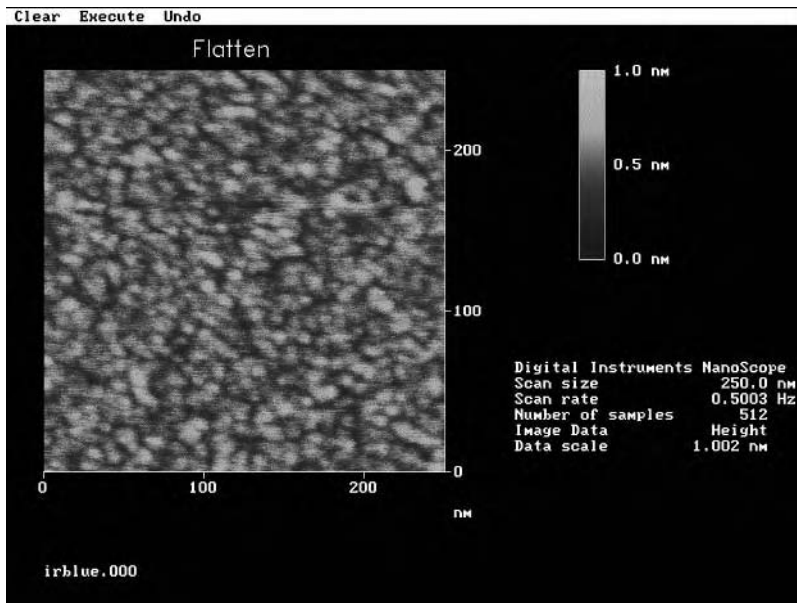 Clear Execute Undo
Flatten
1.0 nm
0.5 nm
0.0 nm
200
100
0
0 100 200
nm
Digital Instruments NanoScope
Scan size 250.0 nm
Scan rate 0.5003 Hz
Number of samples 512
Image Data Height
Data scale 1.002 nm
irblue.000